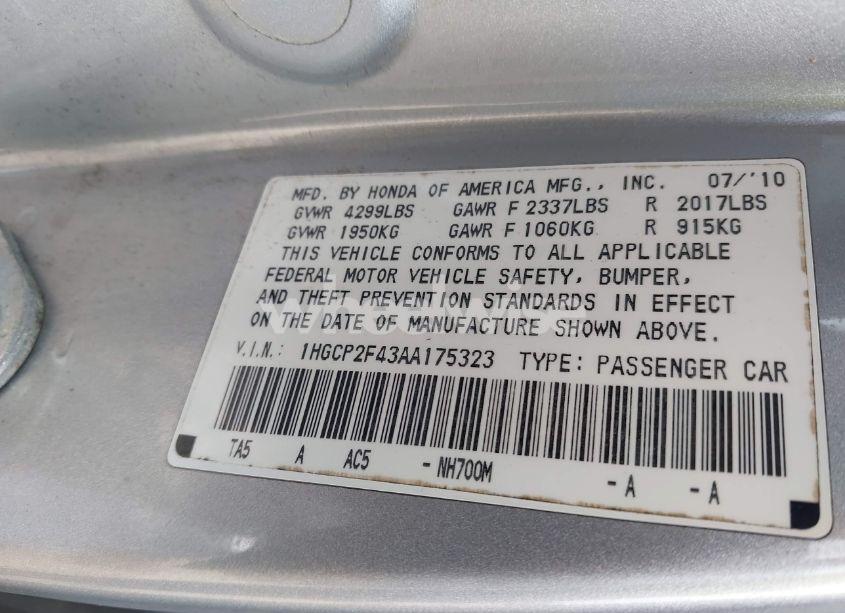 MFD. BY HONDA OF AMERICA MFG., INC. 07/'10
GVWR 4299LBS GAWR F 2337LBS R 2017LBS
GVWR 1950KG GAWR F 1060KG R 915KG
THIS VEHICLE CONFORMS TO ALL APPLICABLE
FEDERAL MOTOR VEHICLE SAFETY, BUMPER,
AND THEFT PREVENTION STANDARDS IN EFFECT
ON THE DATE OF MANUFACTURE SHOWN ABOVE.
V.I.N.: 1HGCP2F43AA175323 TYPE: PASSENGER CAR
TA5 A AC5 -NH700M -A -A